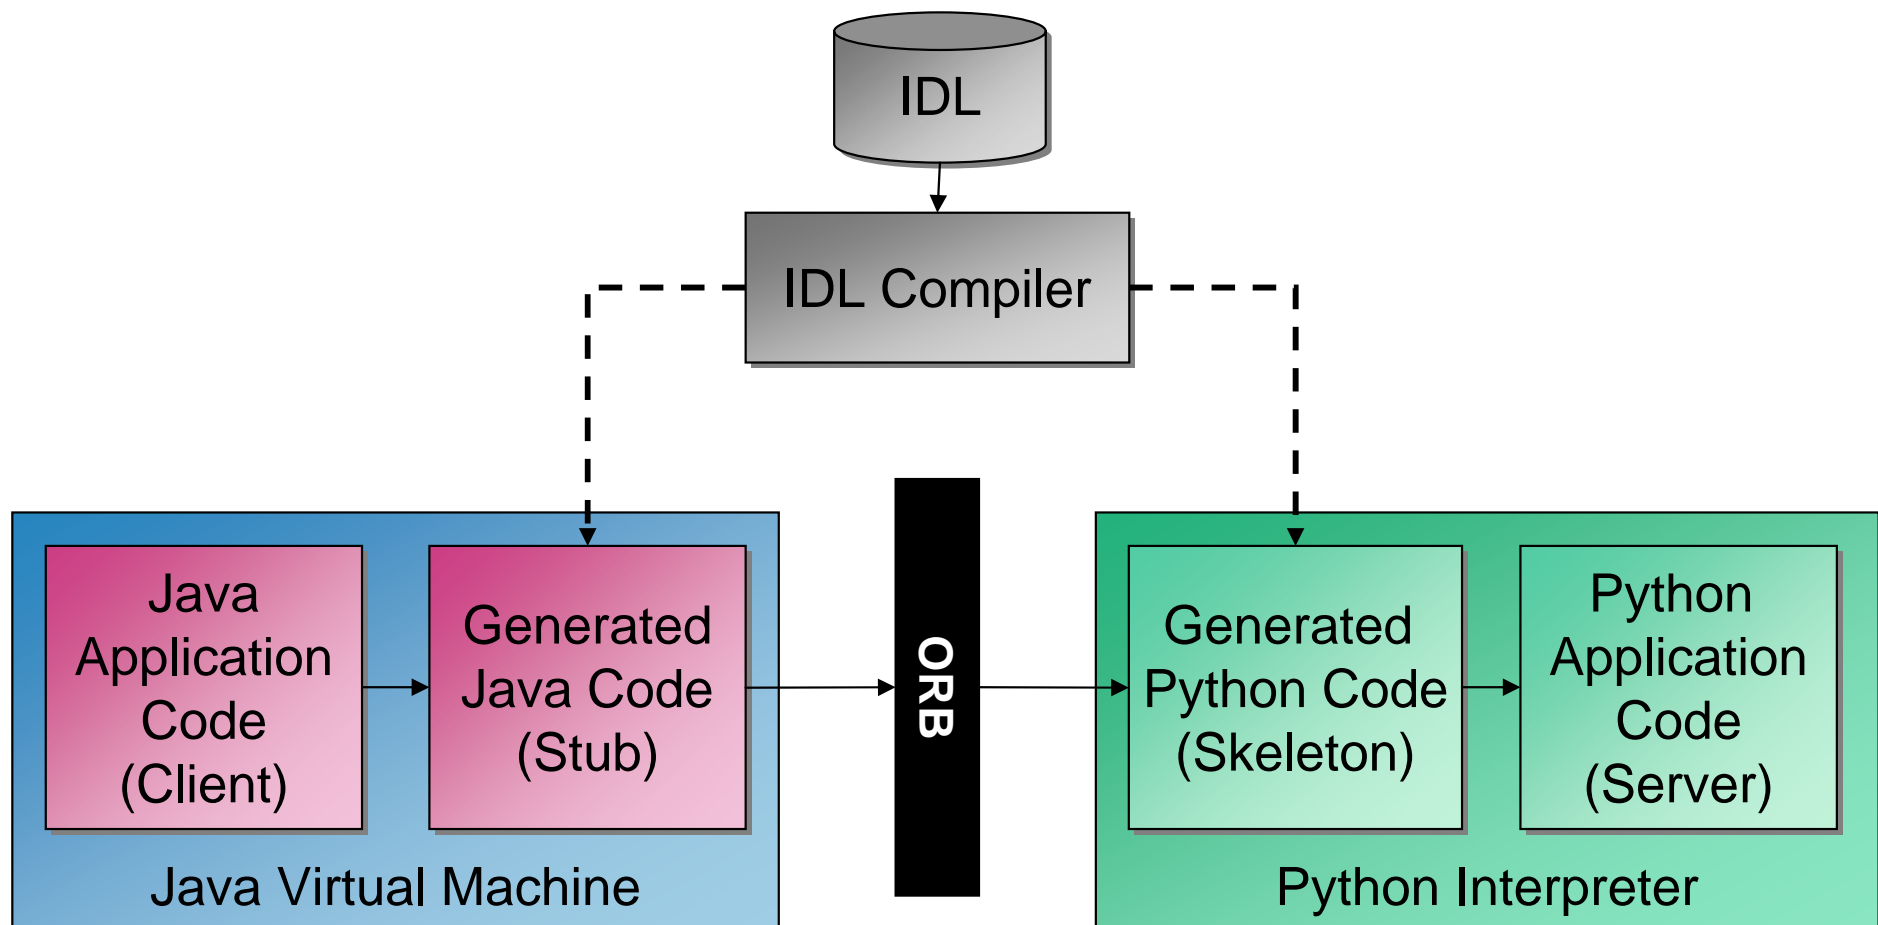 IDL
IDL Compiler
Java
Application
Code
(Client)
Generated
Java Code
(Stub)
ORB
Generated
Python Code
(Skeleton)
Python
Application
Code
(Server)
Java Virtual Machine
Python Interpreter